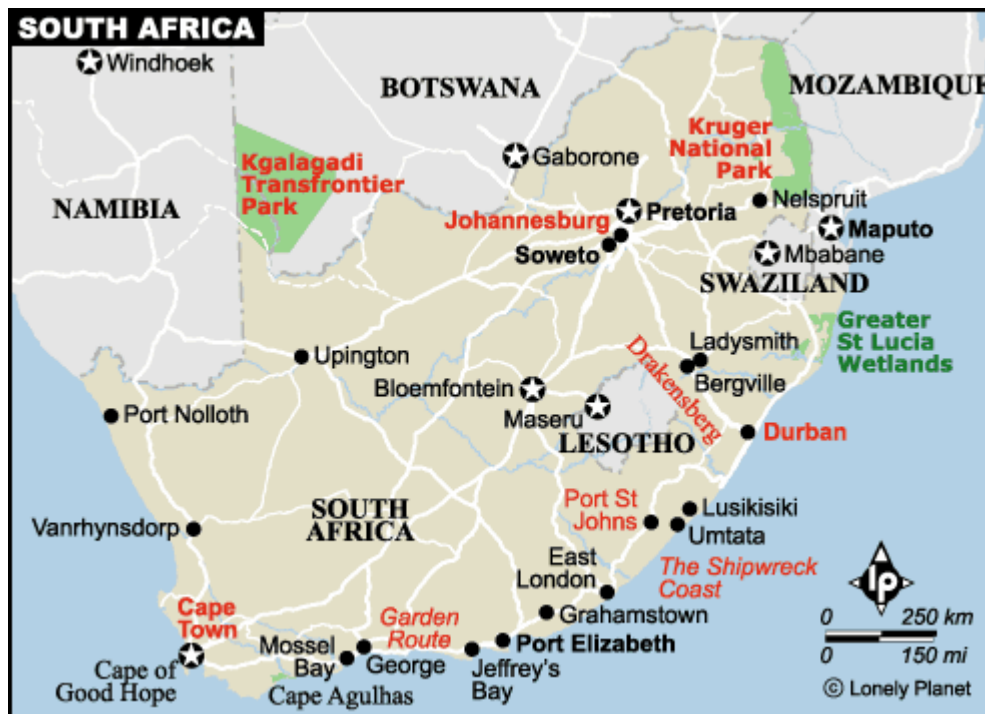 SOUTH AFRICA
Windhoek
BOTSWANA
MOZAMBIQUE
Kgalagadi
Transfrontier
Park
Gaborone
Kruger
National
Park
NAMIBIA
Johannesburg
Pretoria
Nelspruit
Soweto
Maputo
Mbabane
SWAZILAND
Greater
St Lucia
Wetlands
Upington
Ladysmith
Bergville
Drakensberg
Bloemfontein
Maseru
LESOTHO
Port Nolloth
Durban
SOUTH
AFRICA
Port St
Johns
Lusikisiki
Umtata
Vanrhynsdorp
East
London
The Shipwreck
Coast
Cape
Town
Garden
Route
Grahamstown
Port Elizabeth
Mossel
Bay
George
Jeffrey's
Bay
Cape of
Good Hope
Cape Agulhas
lp
0 250 km
0 150 mi
© Lonely Planet